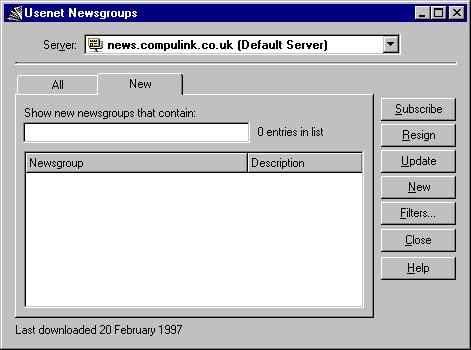 Usenet Newsgroups
Server: news.compulink.co.uk (Default Server)
All New
Show new newsgroups that contain:
0 entries in list
Newsgroup Description
Subscribe
Resign
Update
New
Filters...
Close
Help
Last downloaded 20 February 1997